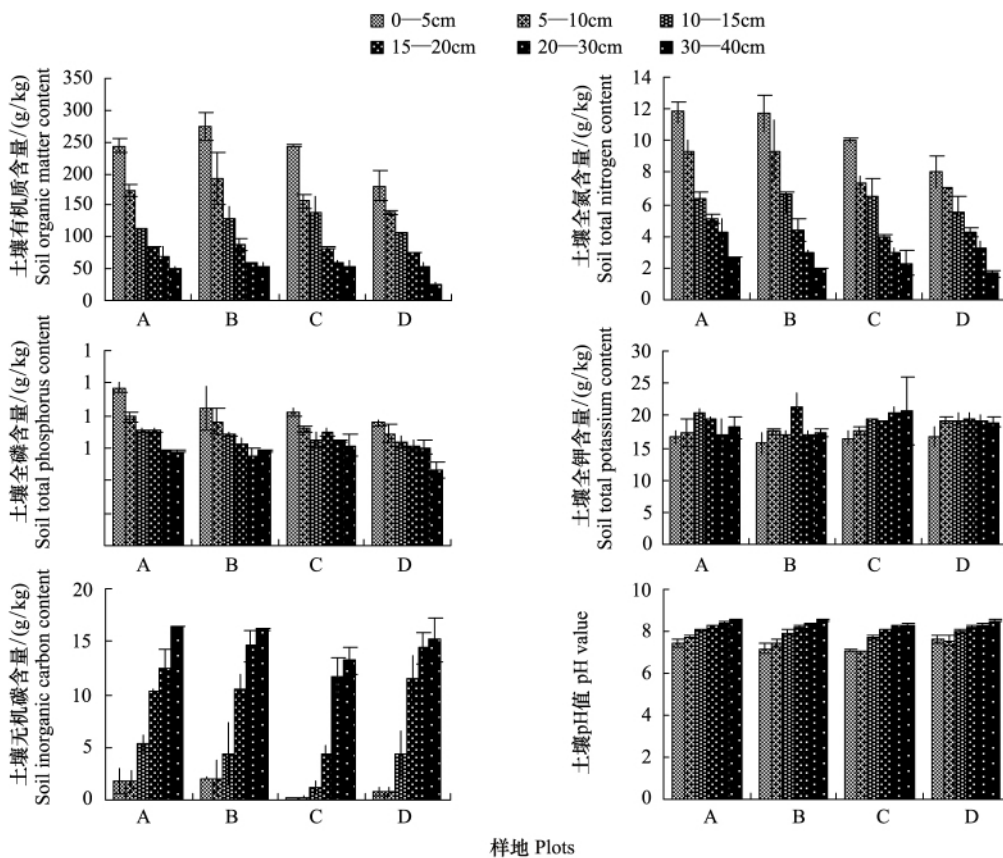 0—5cm 5—10cm 10—15cm
15—20cm 20—30cm 30—40cm
土壤有机质含量/(g/kg)
Soil organic matter content
350
300
250
200
150
100
50
0
A B C D
土壤全氮含量/(g/kg)
Soil total nitrogen content
14
12
10
8
6
4
2
0
A B C D
土壤全磷含量/(g/kg)
Soil total phosphorus content
1
1
1
1
A B C D
土壤全钾含量/(g/kg)
Soil total potassium content
30
25
20
15
10
5
0
A B C D
土壤无机碳含量/(g/kg)
Soil inorganic carbon content
20
15
10
5
0
A B C D
土壤pH值 pH value
10
8
6
4
2
0
A B C D
样地 Plots